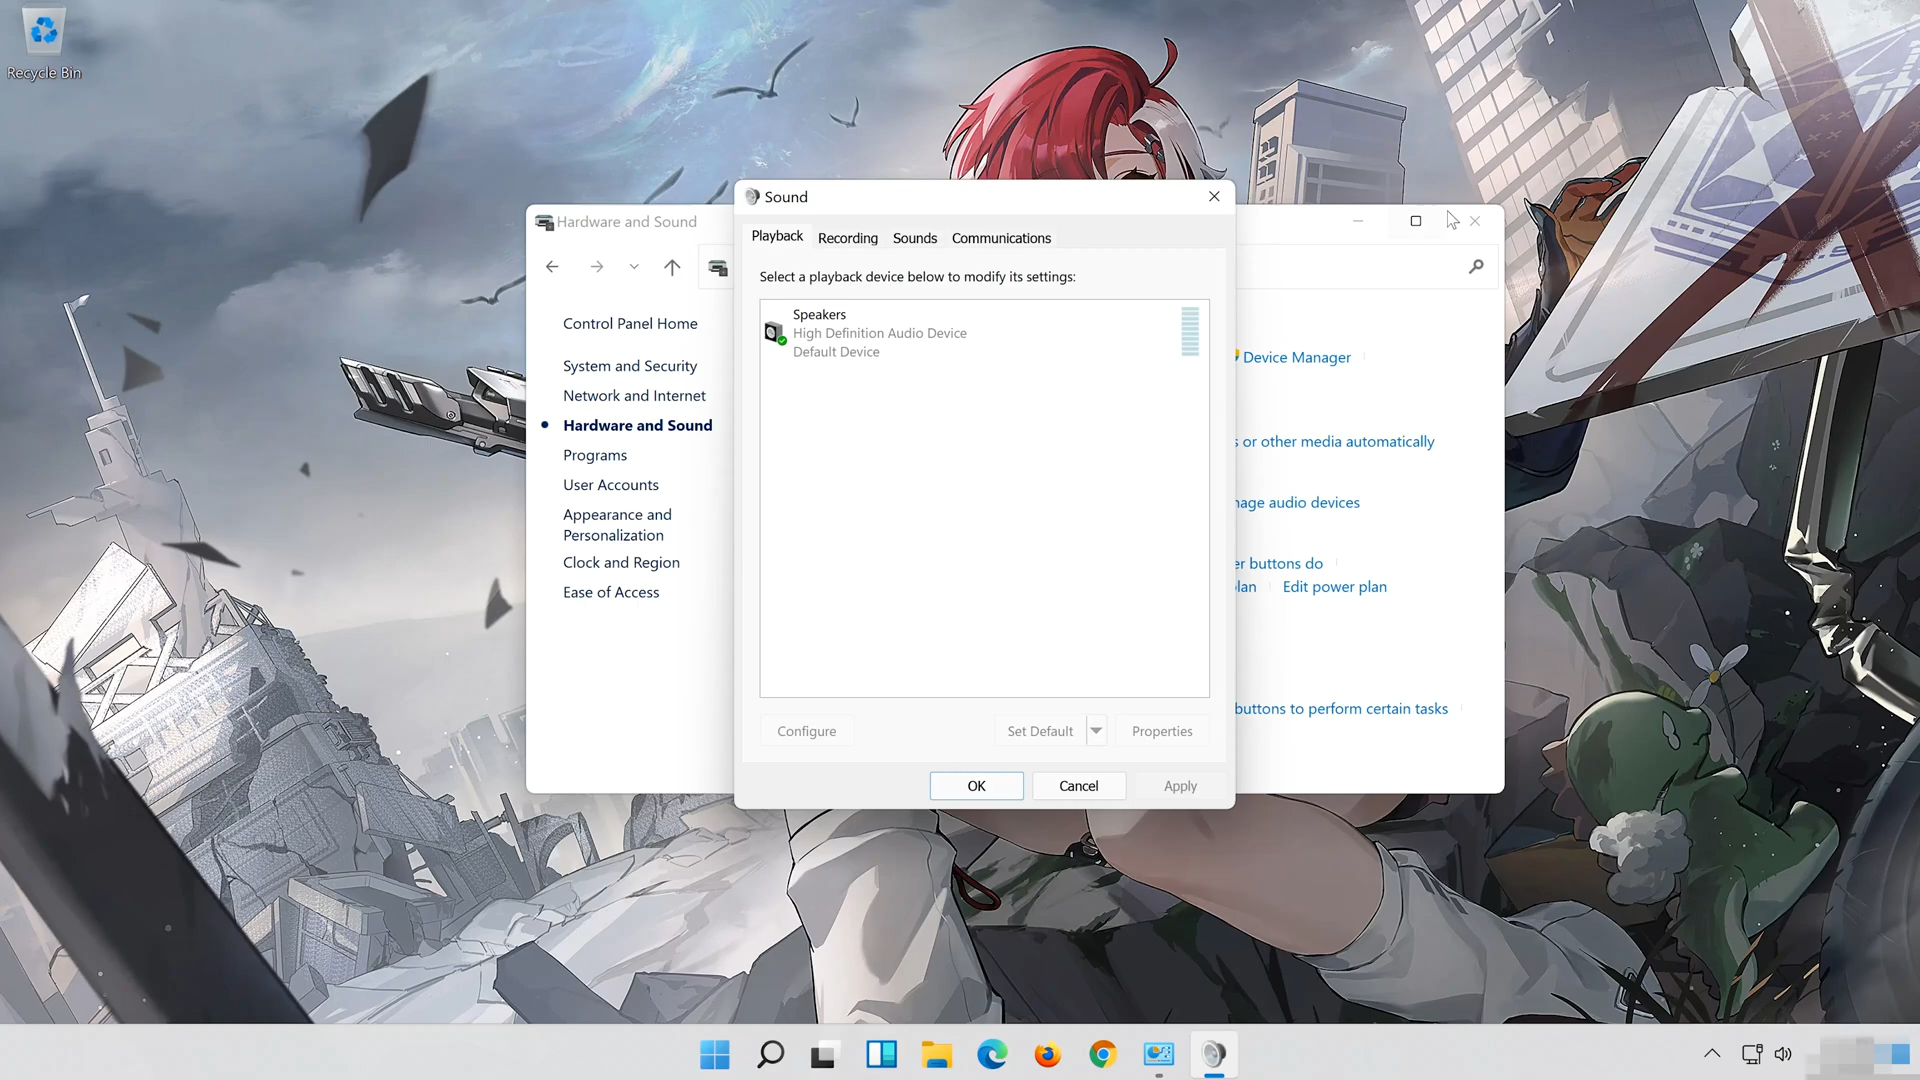 Recycle Bin
Sound
Hardware and Sound
Playback
Recording
Sounds
Communications
Select a playback device below to modify its settings:
Speakers
High Definition Audio Device
Default Device
Control Panel Home
System and Security
Network and Internet
Hardware and Sound
Programs
User Accounts
Appearance and
Personalization
Clock and Region
Ease of Access
Device Manager
s or other media automatically
nage audio devices
er buttons do
plan
Edit power plan
buttons to perform certain tasks
Configure
Set Default
Properties
OK
Cancel
Apply